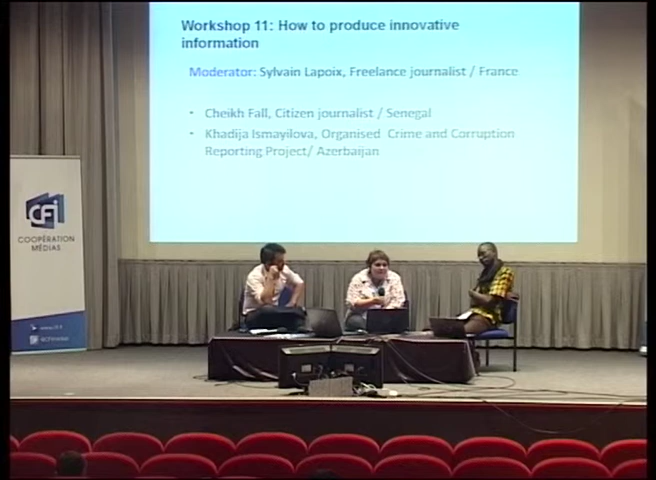 Workshop 11: How to produce innovative
information
Moderator: Sylvain Lapoix, Freelance journalist / France
• Cheikh Fall, Citizen journalist / Senegal
• Khadija Ismayilova, Organised Crime and Corruption
Reporting Project/ Azerbaijan
CFi
COOPÉRATION
MÉDIAS